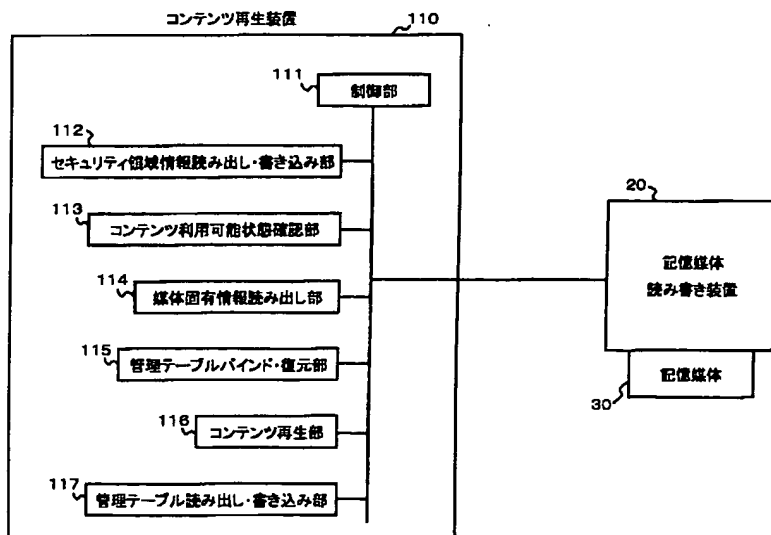 コンテンツ再生装置
110
111
制御部
112
セキュリティ領域情報読み出し・書き込み部
113
コンテンツ利用可能状態確認部
114
媒体固有情報読み出し部
115
管理テーブルバインド・復元部
116
コンテンツ再生部
117
管理テーブル読み出し・書き込み部
20
記憶媒体
読み書き装置
記憶媒体
30